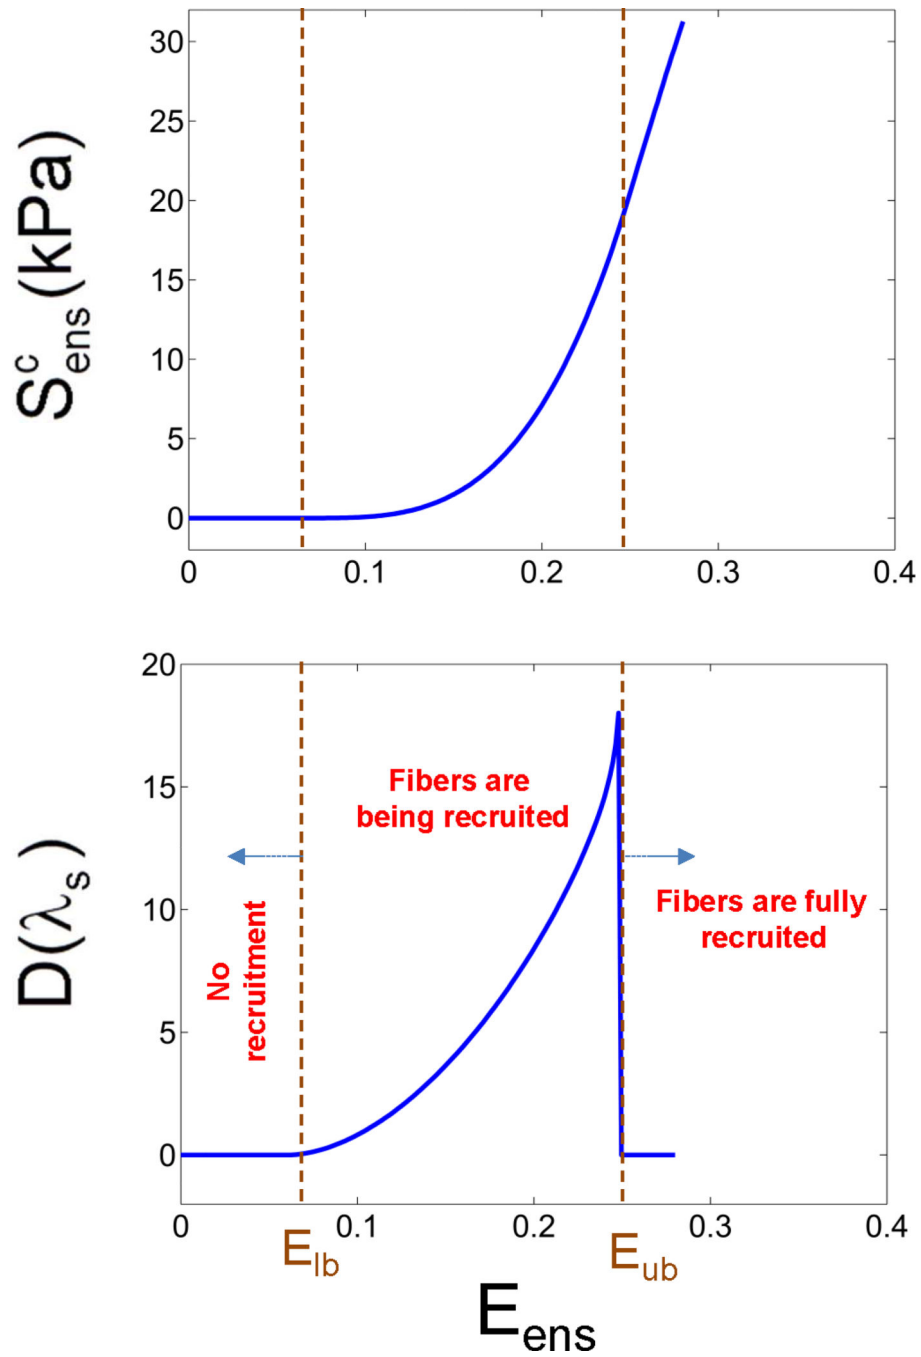 30
25
20
15
10
5
0
S^c_ens (kPa)
0 0.1 0.2 0.3 0.4
20
15
10
5
0
D(λ_s)
Fibers are
being recruited
No
recruitment
Fibers are fully
recruited
0 0.1 0.2 0.3 0.4
E_lb E_ub
E_ens